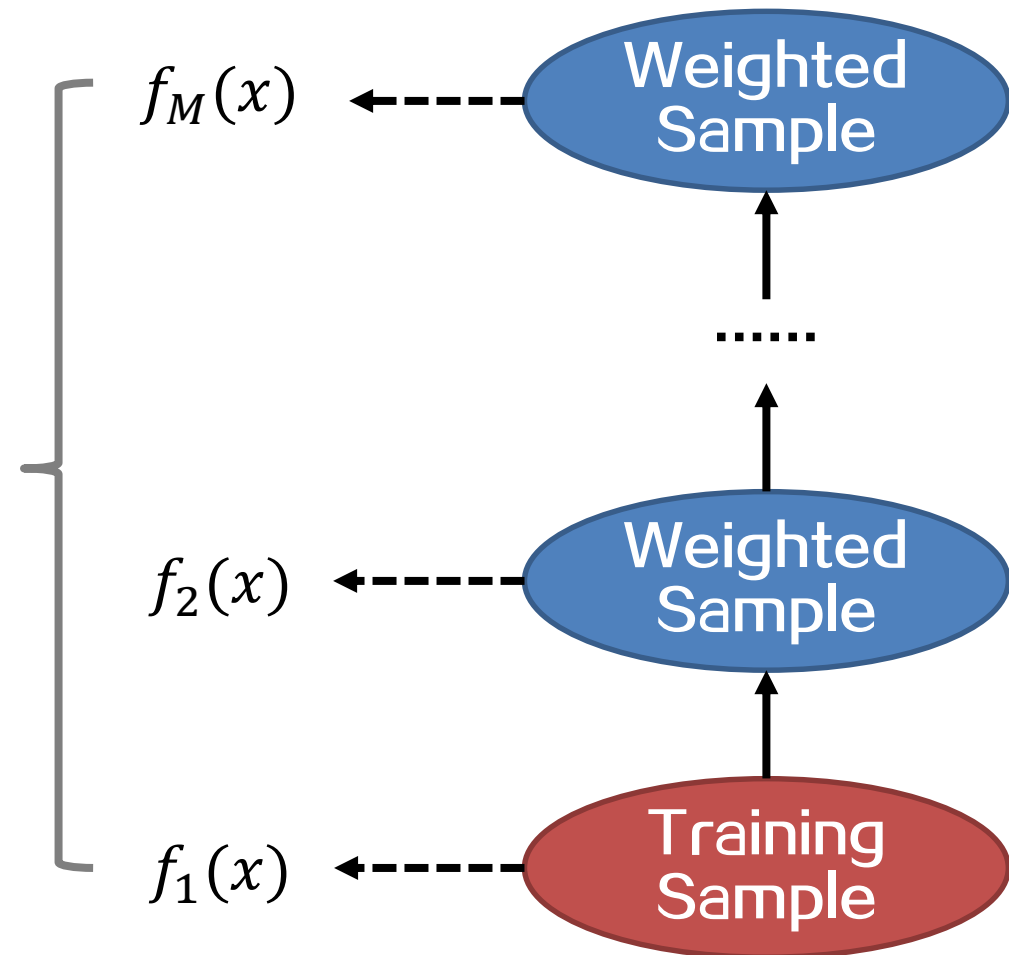 f_M(x)
Weighted
Sample
......
f_2(x)
Weighted
Sample
f_1(x)
Training
Sample